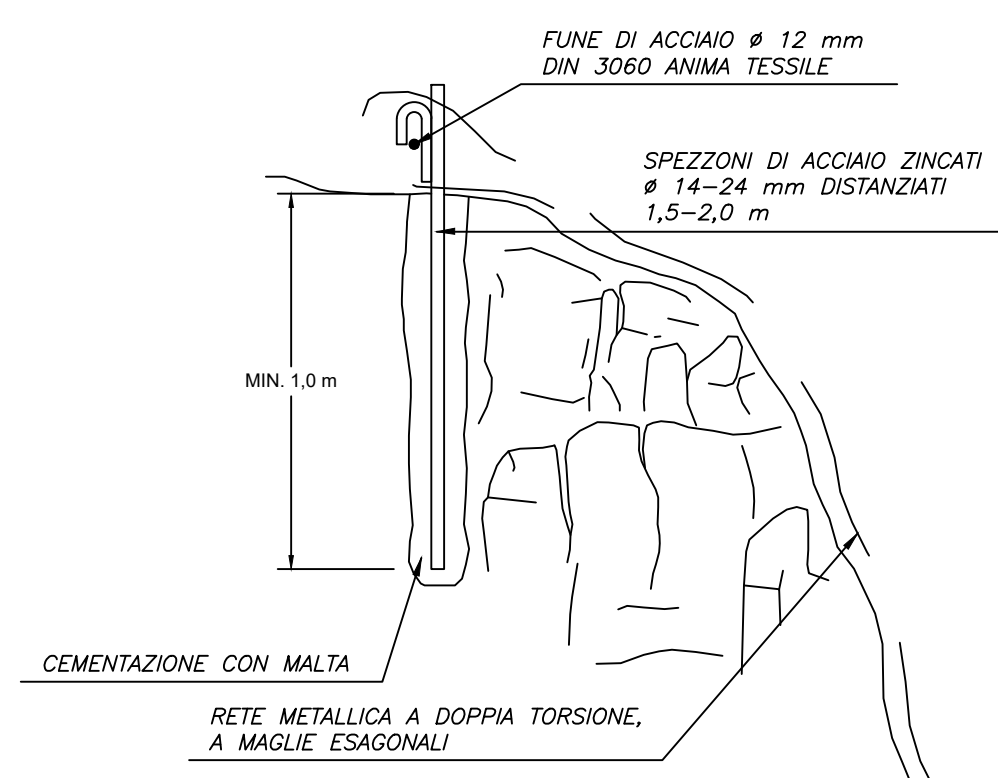 FUNE DI ACCIAIO ø 12 mm
DIN 3060 ANIMA TESSILE
SPEZZONI DI ACCIAIO ZINCATI
ø 14-24 mm DISTANZIATI
1,5-2,0 m
MIN. 1,0 m
CEMENTAZIONE CON MALTA
RETE METALLICA A DOPPIA TORSIONE,
A MAGLIE ESAGONALI